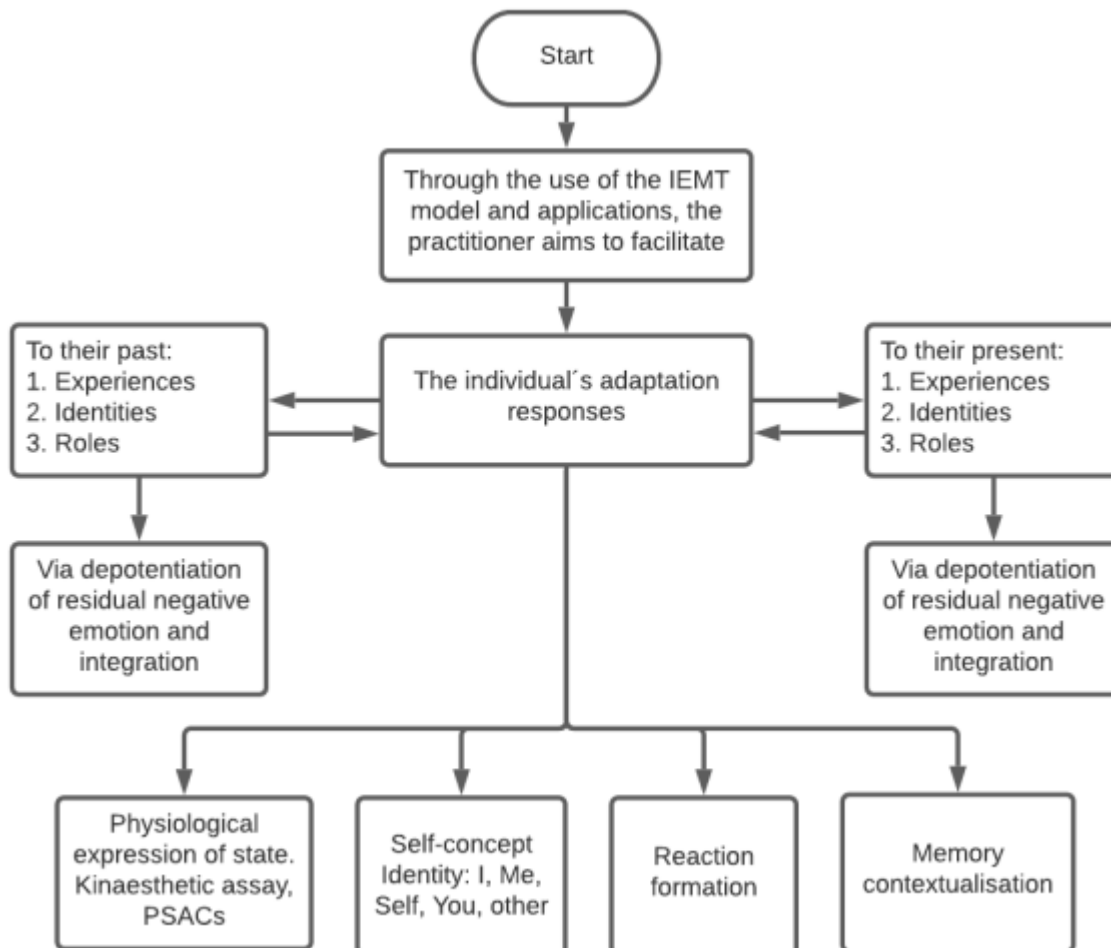 Start
Through the use of the IEMT
model and applications, the
practitioner aims to facilitate
To their past:
1. Experiences
2. Identities
3. Roles
The individual´s adaptation
responses
To their present:
1. Experiences
2. Identities
3. Roles
Via depotentiation
of residual negative
emotion and
integration
Via depotentiation
of residual negative
emotion and
integration
Physiological
expression of state.
Kinaesthetic assay,
PSACs
Self-concept
Identity: I, Me,
Self, You, other
Reaction
formation
Memory
contextualisation